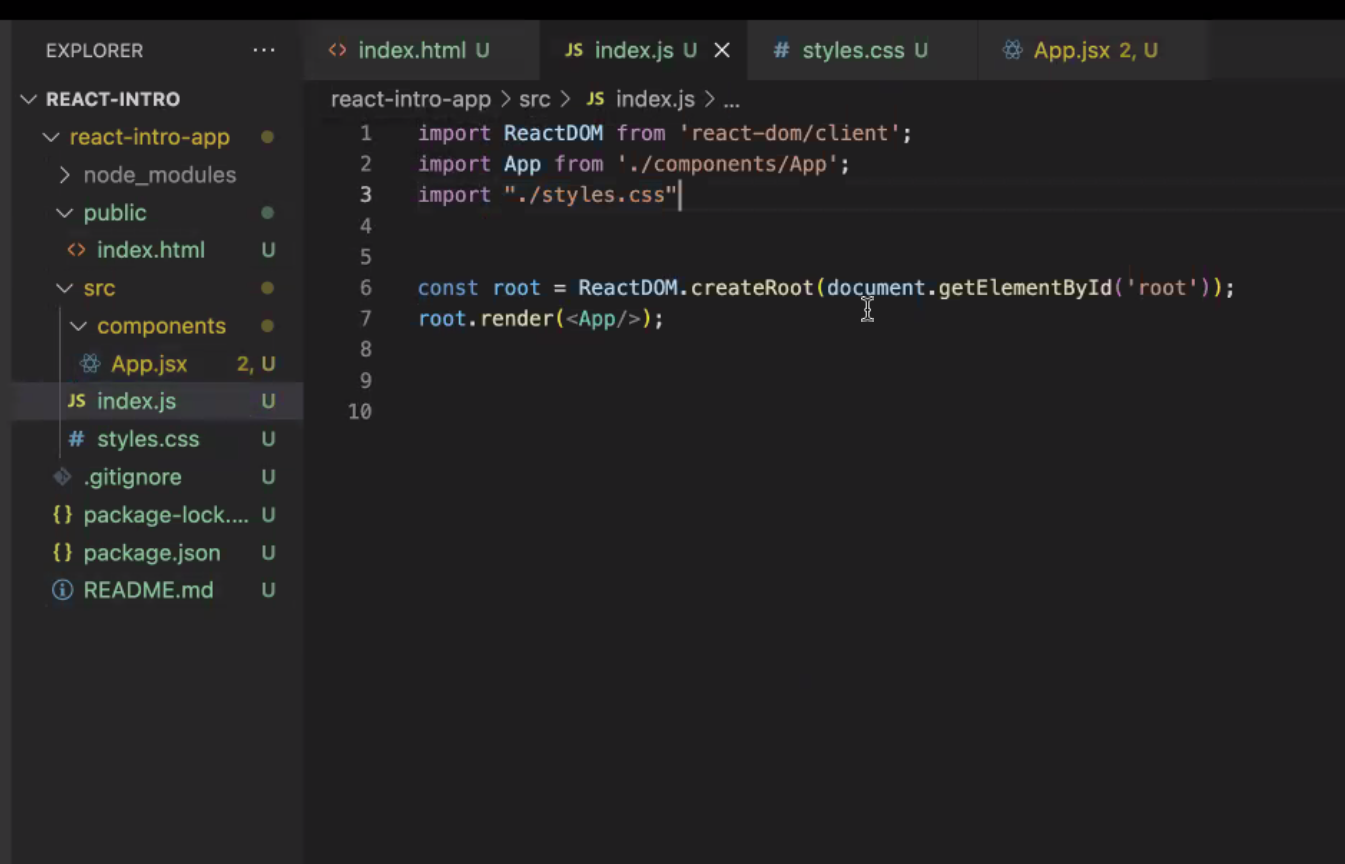 EXPLORER ...
REACT-INTRO
react-intro-app
node_modules
public
<> index.html U
src
components
App.jsx 2, U
JS index.js U
# styles.css U
.gitignore U
{} package-lock.... U
{} package.json U
README.md U
<> index.html U JS index.js U × # styles.css U App.jsx 2, U
react-intro-app > src > JS index.js > ...
1 import ReactDOM from 'react-dom/client';
2 import App from './components/App';
3 import "./styles.css"
4
5
6 const root = ReactDOM.createRoot(document.getElementById('root'));
7 root.render(<App/>);
8
9
10